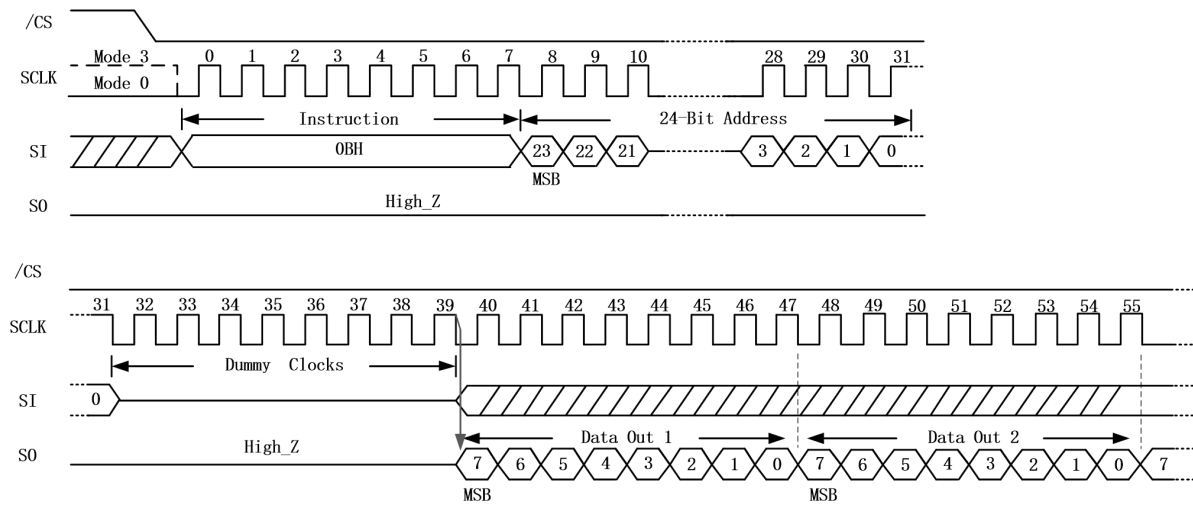 /CS
Mode 3 0 1 2 3 4 5 6 7 8 9 10 28 29 30 31
SCLK
Mode 0
Instruction 24-Bit Address
SI 0BH 23 22 21 3 2 1 0
MSB
SO High_Z
/CS
31 32 33 34 35 36 37 38 39 40 41 42 43 44 45 46 47 48 49 50 51 52 53 54 55
SCLK
Dummy Clocks
SI 0
Data Out 1 Data Out 2
SO High_Z 7 6 5 4 3 2 1 0 7 6 5 4 3 2 1 0 7
MSB MSB